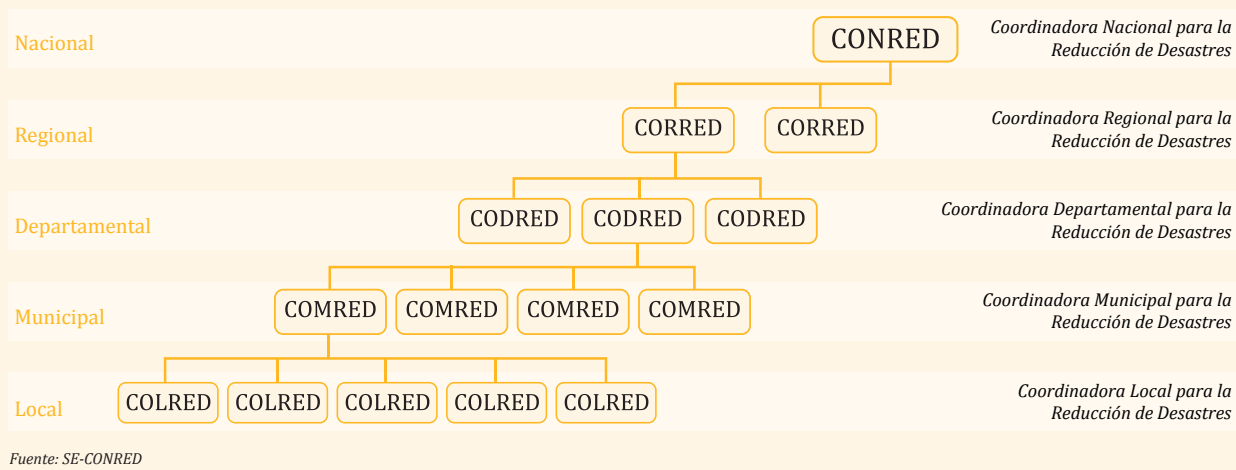 Nacional
CONRED
Coordinadora Nacional para la
Reducción de Desastres
Regional
CORRED CORRED
Coordinadora Regional para la
Reducción de Desastres
Departamental
CODRED CODRED CODRED
Coordinadora Departamental para la
Reducción de Desastres
Municipal
COMRED COMRED COMRED COMRED
Coordinadora Municipal para la
Reducción de Desastres
Local
COLRED COLRED COLRED COLRED COLRED
Coordinadora Local para la
Reducción de Desastres
Fuente: SE-CONRED